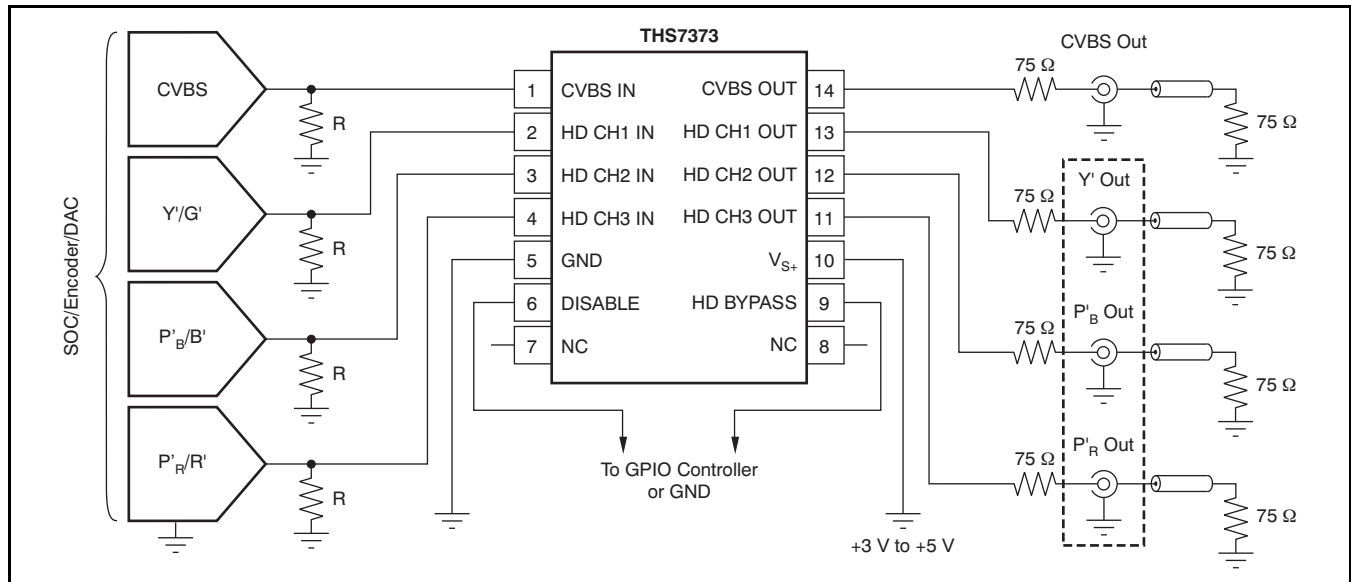 THS7373
CVBS Out
75 Ω
CVBS
1 CVBS IN
CVBS OUT 14
R
75 Ω
2 HD CH1 IN
HD CH1 OUT 13
3 HD CH2 IN
HD CH2 OUT 12
Y' Out
75 Ω
Y'/G'
4 HD CH3 IN
HD CH3 OUT 11
R
75 Ω
5 GND
VS+ 10
SOC/Encoder/DAC
6 DISABLE
HD BYPASS 9
P'B Out
75 Ω
P'B/B'
7 NC
NC 8
R
75 Ω
P'R Out
75 Ω
P'R/R'
To GPIO Controller
or GND
R
75 Ω
+3 V to +5 V